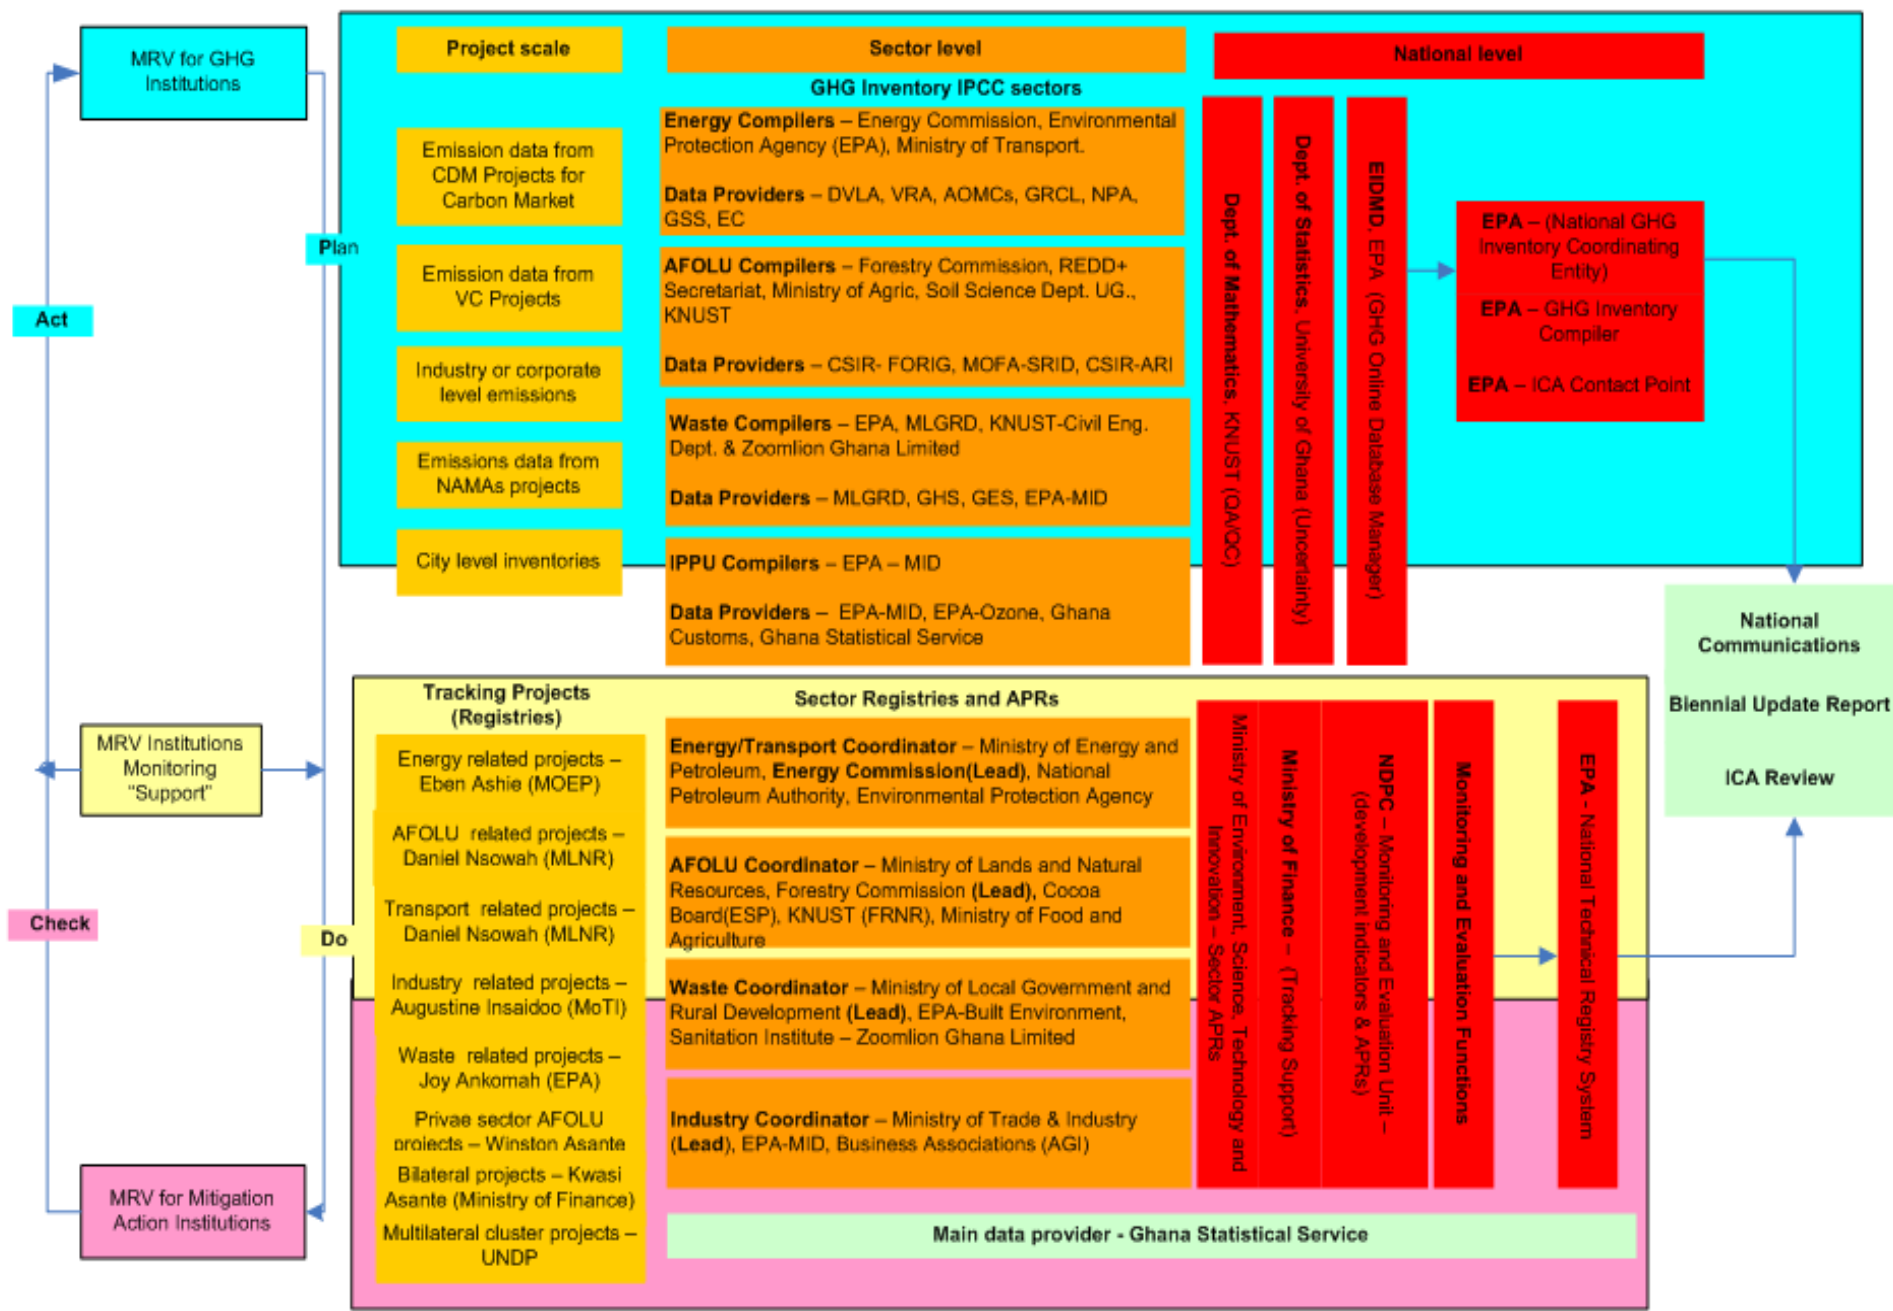 MRV for GHG
Institutions
Act
Plan
MRV Institutions
Monitoring
"Support"
Check
Do
MRV for Mitigation
Action Institutions
Project scale
Emission data from
CDM Projects for
Carbon Market
Emission data from
VC Projects
Industry or corporate
level emissions
Emissions data from
NAMAs projects
City level inventories
Sector level
GHG Inventory IPCC sectors
Energy Compilers – Energy Commission, Environmental
Protection Agency (EPA), Ministry of Transport.
Data Providers – DVLA, VRA, AOMCs, GRCL, NPA,
GSS, EC
AFOLU Compilers – Forestry Commission, REDD+
Secretariat, Ministry of Agric, Soil Science Dept. UG.,
KNUST
Data Providers – CSIR- FORIG, MOFA-SRID, CSIR-ARI
Waste Compilers – EPA, MLGRD, KNUST-Civil Eng.
Dept. & Zoomlion Ghana Limited
Data Providers – MLGRD, GHS, GES, EPA-MID
IPPU Compilers – EPA – MID
Data Providers – EPA-MID, EPA-Ozone, Ghana
Customs, Ghana Statistical Service
National level
Dept. of Mathematics, KNUST (QA/QC)
Dept. of Statistics, University of Ghana (Uncertainty)
EIDMD, EPA (GHG Online Database Manager)
EPA – (National GHG
Inventory Coordinating
Entity)
EPA – GHG Inventory
Compiler
EPA – ICA Contact Point
National
Communications
Biennial Update Report
ICA Review
Tracking Projects
(Registries)
Energy related projects –
Eben Ashie (MOEP)
AFOLU related projects –
Daniel Nsowah (MLNR)
Transport related projects –
Daniel Nsowah (MLNR)
Industry related projects –
Augustine Insaidoo (MoTI)
Waste related projects –
Joy Ankomah (EPA)
Privae sector AFOLU
projects – Winston Asante
Bilateral projects – Kwasi
Asante (Ministry of Finance)
Multilateral cluster projects –
UNDP
Sector Registries and APRs
Energy/Transport Coordinator – Ministry of Energy and
Petroleum, Energy Commission(Lead), National
Petroleum Authority, Environmental Protection Agency
AFOLU Coordinator – Ministry of Lands and Natural
Resources, Forestry Commission (Lead), Cocoa
Board(ESP), KNUST (FRNR), Ministry of Food and
Agriculture
Waste Coordinator – Ministry of Local Government and
Rural Development (Lead), EPA-Built Environment,
Sanitation Institute – Zoomlion Ghana Limited
Industry Coordinator – Ministry of Trade & Industry
(Lead), EPA-MID, Business Associations (AGI)
Ministry of Environment, Science, Technology and
Innovation – Sector APRs
Ministry of Finance – (Tracking Support)
NDPC – Monitoring and Evaluation Unit –
(development indicators & APRs)
Monitoring and Evaluation Functions
EPA - National Technical Registry System
Main data provider - Ghana Statistical Service